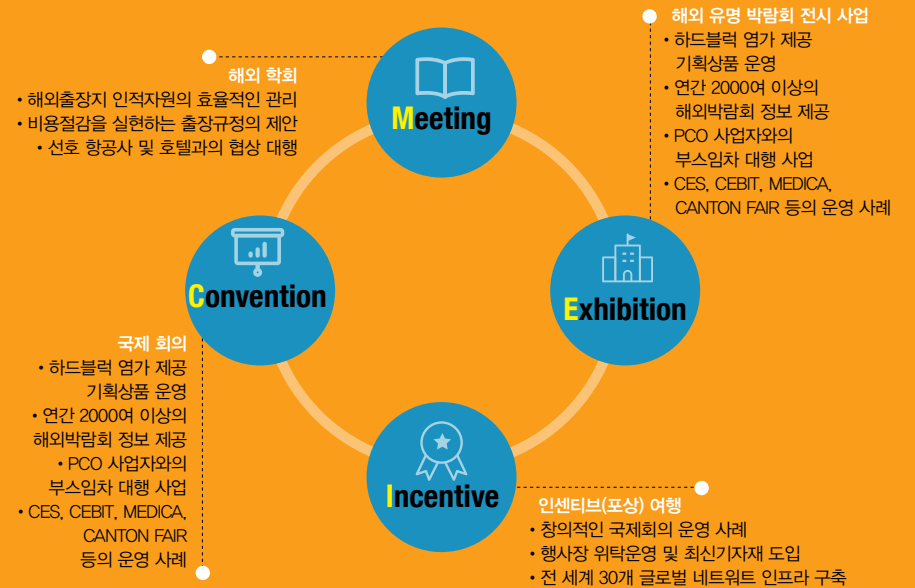 해외 학회
• 해외출장지 인적자원의 효율적인 관리
• 비용절감을 실현하는 출장규정의 제안
• 선호 항공사 및 호텔과의 협상 대행
Meeting
해외 유명 박람회 전시 사업
• 하드블럭 염가 제공
기획상품 운영
• 연간 2000여 이상의
해외박람회 정보 제공
• PCO 사업자와의
부스임차 대행 사업
• CES, CEBIT, MEDICA,
CANTON FAIR 등의 운영 사례
Convention
Exhibition
국제 회의
• 하드블럭 염가 제공
기획상품 운영
• 연간 2000여 이상의
해외박람회 정보 제공
• PCO 사업자와의
부스임차 대행 사업
• CES, CEBIT, MEDICA,
CANTON FAIR
등의 운영 사례
Incentive
인센티브(포상) 여행
• 창의적인 국제회의 운영 사례
• 행사장 위탁운영 및 최신기자재 도입
• 전 세계 30개 글로벌 네트워트 인프라 구축